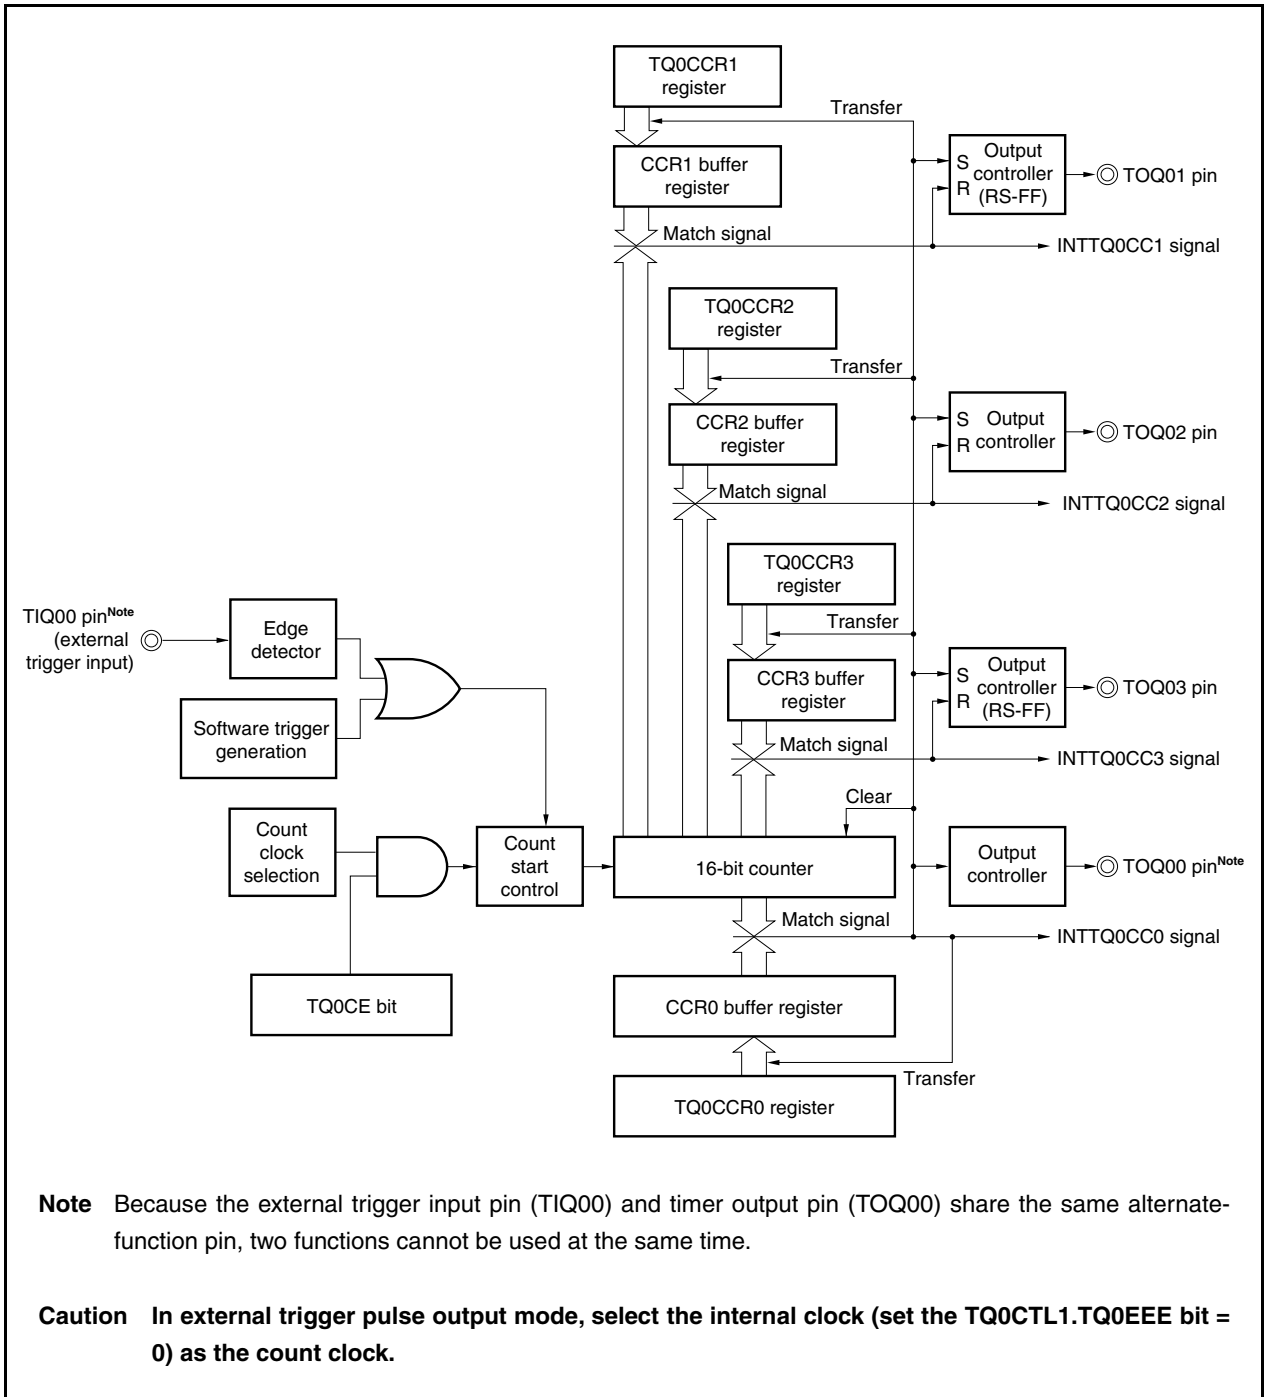 TQ0CCR1
register
Transfer
CCR1 buffer
register
S
R
Output
controller
(RS-FF)
TOQ01 pin
Match signal
INTTQ0CC1 signal
TQ0CCR2
register
Transfer
CCR2 buffer
register
S
R
Output
controller
TOQ02 pin
Match signal
INTTQ0CC2 signal
TQ0CCR3
register
Transfer
TIQ00 pinNote
(external
trigger input)
Edge
detector
CCR3 buffer
register
S
R
Output
controller
(RS-FF)
TOQ03 pin
Software trigger
generation
Match signal
INTTQ0CC3 signal
Clear
Count
clock
selection
Count
start
control
16-bit counter
Output
controller
TOQ00 pinNote
Match signal
INTTQ0CC0 signal
TQ0CE bit
CCR0 buffer register
Transfer
TQ0CCR0 register
Note Because the external trigger input pin (TIQ00) and timer output pin (TOQ00) share the same alternate-
function pin, two functions cannot be used at the same time.
Caution In external trigger pulse output mode, select the internal clock (set the TQ0CTL1.TQ0EEE bit =
0) as the count clock.